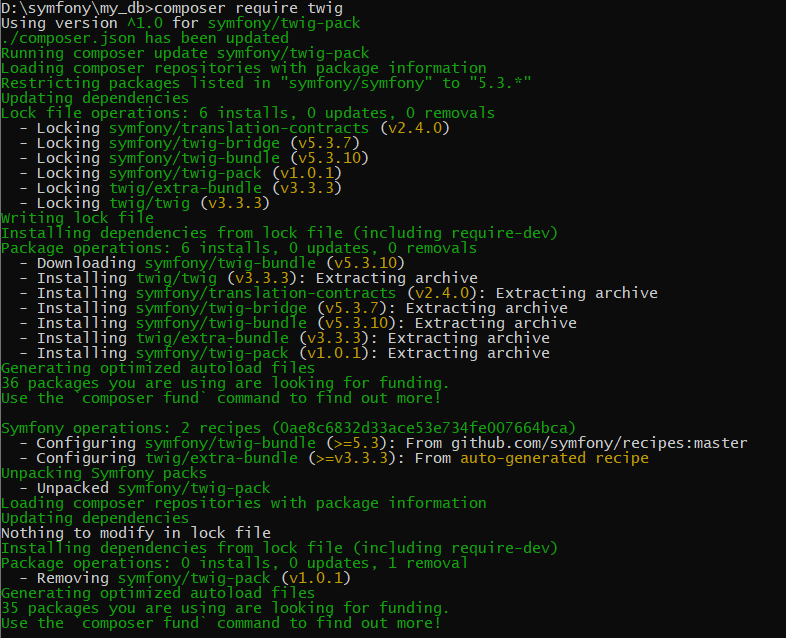 D:\symfony\my_db>composer require twig
Using version ^1.0 for symfony/twig-pack
./composer.json has been updated
Running composer update symfony/twig-pack
Loading composer repositories with package information
Restricting packages listed in "symfony/symfony" to "5.3.*"
Updating dependencies
Lock file operations: 6 installs, 0 updates, 0 removals
  - Locking symfony/translation-contracts (v2.4.0)
  - Locking symfony/twig-bridge (v5.3.7)
  - Locking symfony/twig-bundle (v5.3.10)
  - Locking symfony/twig-pack (v1.0.1)
  - Locking twig/extra-bundle (v3.3.3)
  - Locking twig/twig (v3.3.3)
Writing lock file
Installing dependencies from lock file (including require-dev)
Package operations: 6 installs, 0 updates, 0 removals
  - Downloading symfony/twig-bundle (v5.3.10)
  - Installing twig/twig (v3.3.3): Extracting archive
  - Installing symfony/translation-contracts (v2.4.0): Extracting archive
  - Installing symfony/twig-bridge (v5.3.7): Extracting archive
  - Installing symfony/twig-bundle (v5.3.10): Extracting archive
  - Installing twig/extra-bundle (v3.3.3): Extracting archive
  - Installing symfony/twig-pack (v1.0.1): Extracting archive
Generating optimized autoload files
36 packages you are using are looking for funding.
Use the `composer fund` command to find out more!

Symfony operations: 2 recipes (0ae8c6832d33ace53e734fe007664bca)
  - Configuring symfony/twig-bundle (>=5.3): From github.com/symfony/recipes:master
  - Configuring twig/extra-bundle (>=v3.3.3): From auto-generated recipe
Unpacking Symfony packs
  - Unpacked symfony/twig-pack
Loading composer repositories with package information
Updating dependencies
Nothing to modify in lock file
Installing dependencies from lock file (including require-dev)
Package operations: 0 installs, 0 updates, 1 removal
  - Removing symfony/twig-pack (v1.0.1)
Generating optimized autoload files
35 packages you are using are looking for funding.
Use the `composer fund` command to find out more!